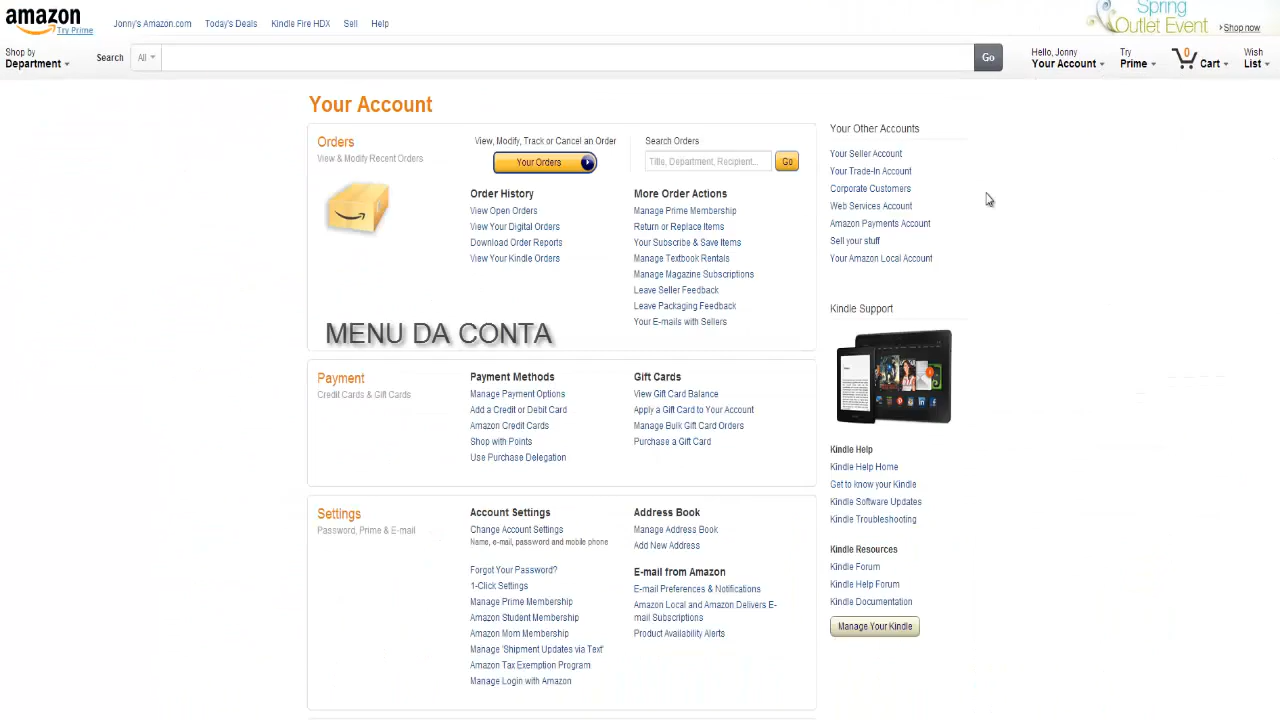 amazon
Try Prime
Jonny's Amazon.com
Today's Deals
Kindle Fire HDX
Sell
Help
Spring
Outlet Event
Shop now
Shop by
Department
Search
All
Go
Hello, Jonny
Your Account
Try
Prime
0
Cart
Wish
List
Your Account
Orders
View & Modify Recent Orders
View, Modify, Track or Cancel an Order
Your Orders
Search Orders
Title, Department, Recipient...
Go
Order History
View Open Orders
View Your Digital Orders
Download Order Reports
View Your Kindle Orders
More Order Actions
Manage Prime Membership
Return or Replace Items
Your Subscribe & Save Items
Manage Textbook Rentals
Manage Magazine Subscriptions
Leave Seller Feedback
Leave Packaging Feedback
Your E-mails with Sellers
MENU DA CONTA
Payment
Credit Cards & Gift Cards
Payment Methods
Manage Payment Options
Add a Credit or Debit Card
Amazon Credit Cards
Shop with Points
Use Purchase Delegation
Gift Cards
View Gift Card Balance
Apply a Gift Card to Your Account
Manage Bulk Gift Card Orders
Purchase a Gift Card
Settings
Password, Prime & E-mail
Account Settings
Change Account Settings
Name, e-mail, password and mobile phone
Forgot Your Password?
1-Click Settings
Manage Prime Membership
Amazon Student Membership
Amazon Mom Membership
Manage 'Shipment Updates via Text'
Amazon Tax Exemption Program
Manage Login with Amazon
Address Book
Manage Address Book
Add New Address
E-mail from Amazon
E-mail Preferences & Notifications
Amazon Local and Amazon Delivers E-
mail Subscriptions
Product Availability Alerts
Your Other Accounts
Your Seller Account
Your Trade-In Account
Corporate Customers
Web Services Account
Amazon Payments Account
Sell your stuff
Your Amazon Local Account
Kindle Support
Kindle Help
Kindle Help Home
Get to know your Kindle
Kindle Software Updates
Kindle Troubleshooting
Kindle Resources
Kindle Forum
Kindle Help Forum
Kindle Documentation
Manage Your Kindle